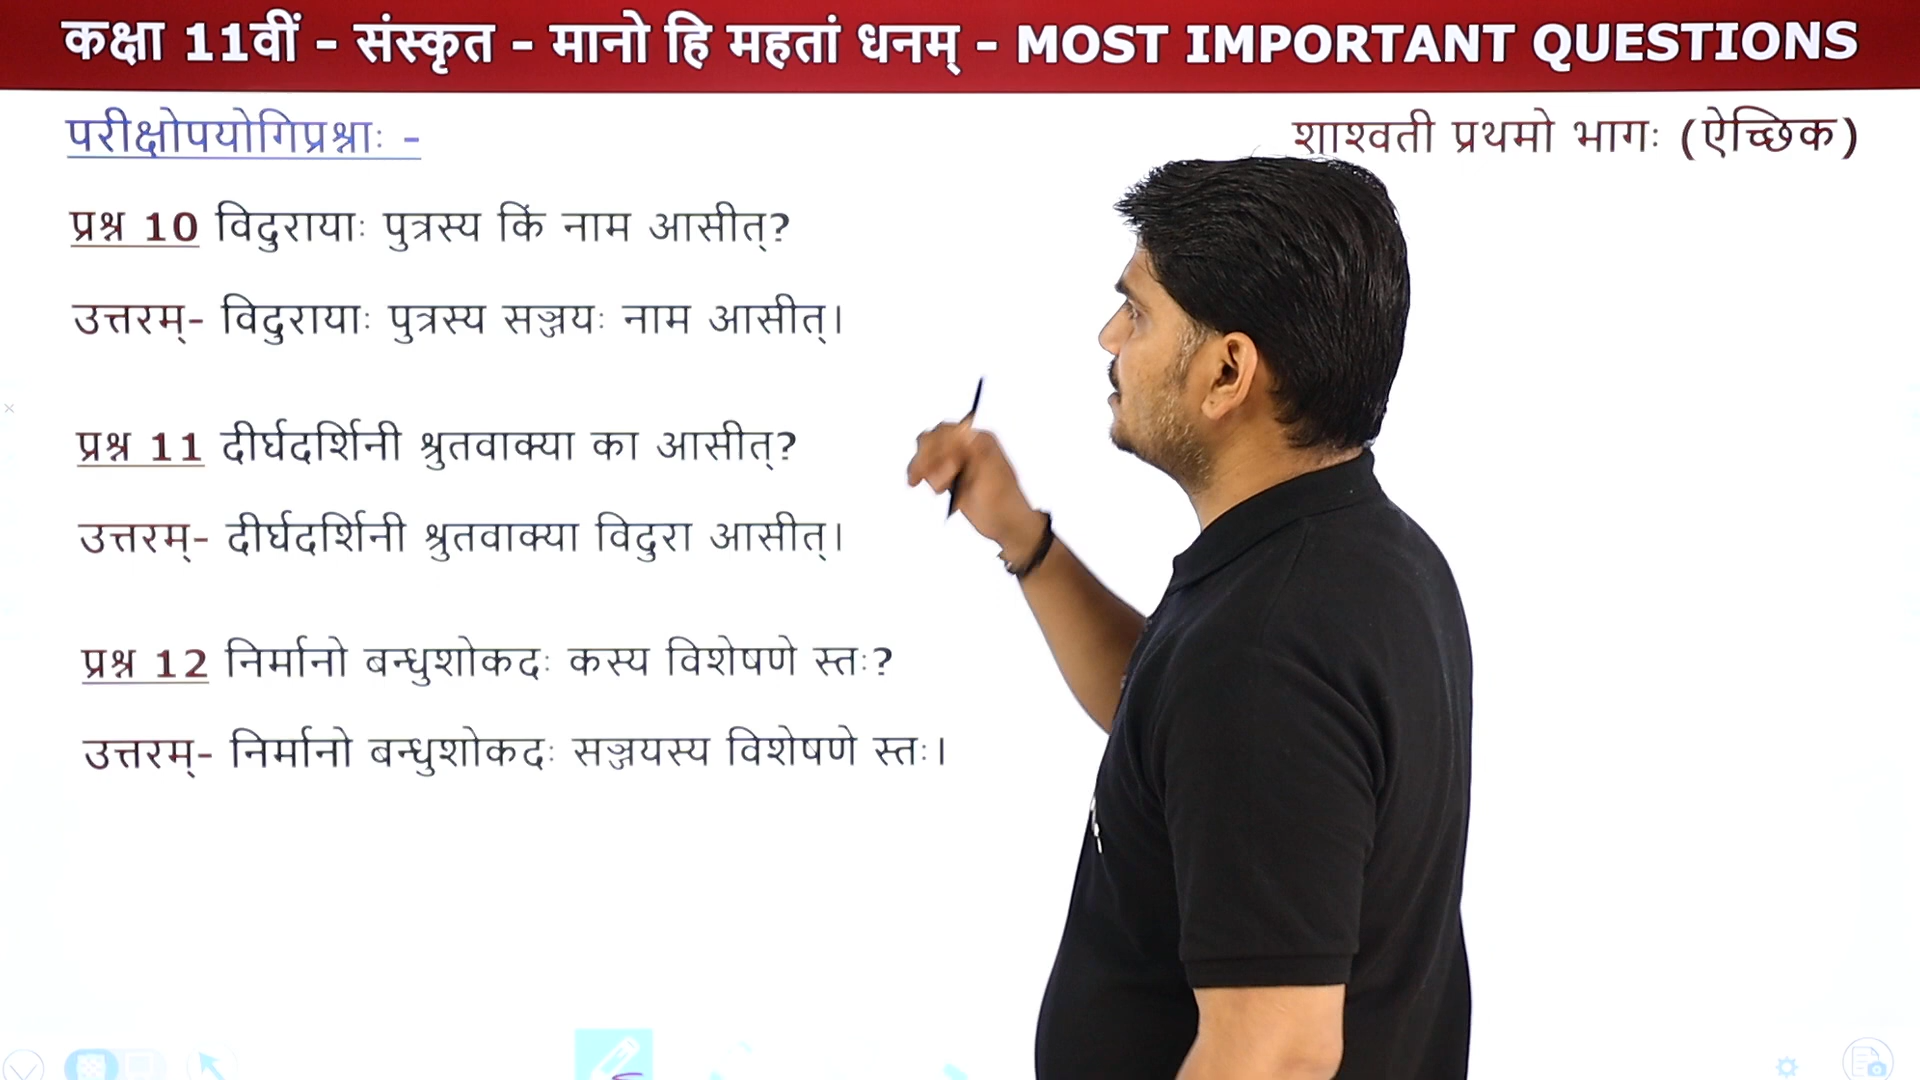 कक्षा 11वीं - संस्कृत - मानो हि महतां धनम् - MOST IMPORTANT QUESTIONS
परीक्षोपयोगिप्रश्नाः -
शाश्वती प्रथमो भागः (ऐच्छिक)
प्रश्न 10 विदुरायाः पुत्रस्य किं नाम आसीत्?
उत्तरम्- विदुरायाः पुत्रस्य सञ्जयः नाम आसीत्।
प्रश्न 11 दीर्घदर्शिनी श्रुतवाक्या का आसीत्?
उत्तरम्- दीर्घदर्शिनी श्रुतवाक्या विदुरा आसीत्।
प्रश्न 12 निर्मानो बन्धुशोकदः कस्य विशेषणे स्तः?
उत्तरम्- निर्मानो बन्धुशोकदः सञ्जयस्य विशेषणे स्तः।